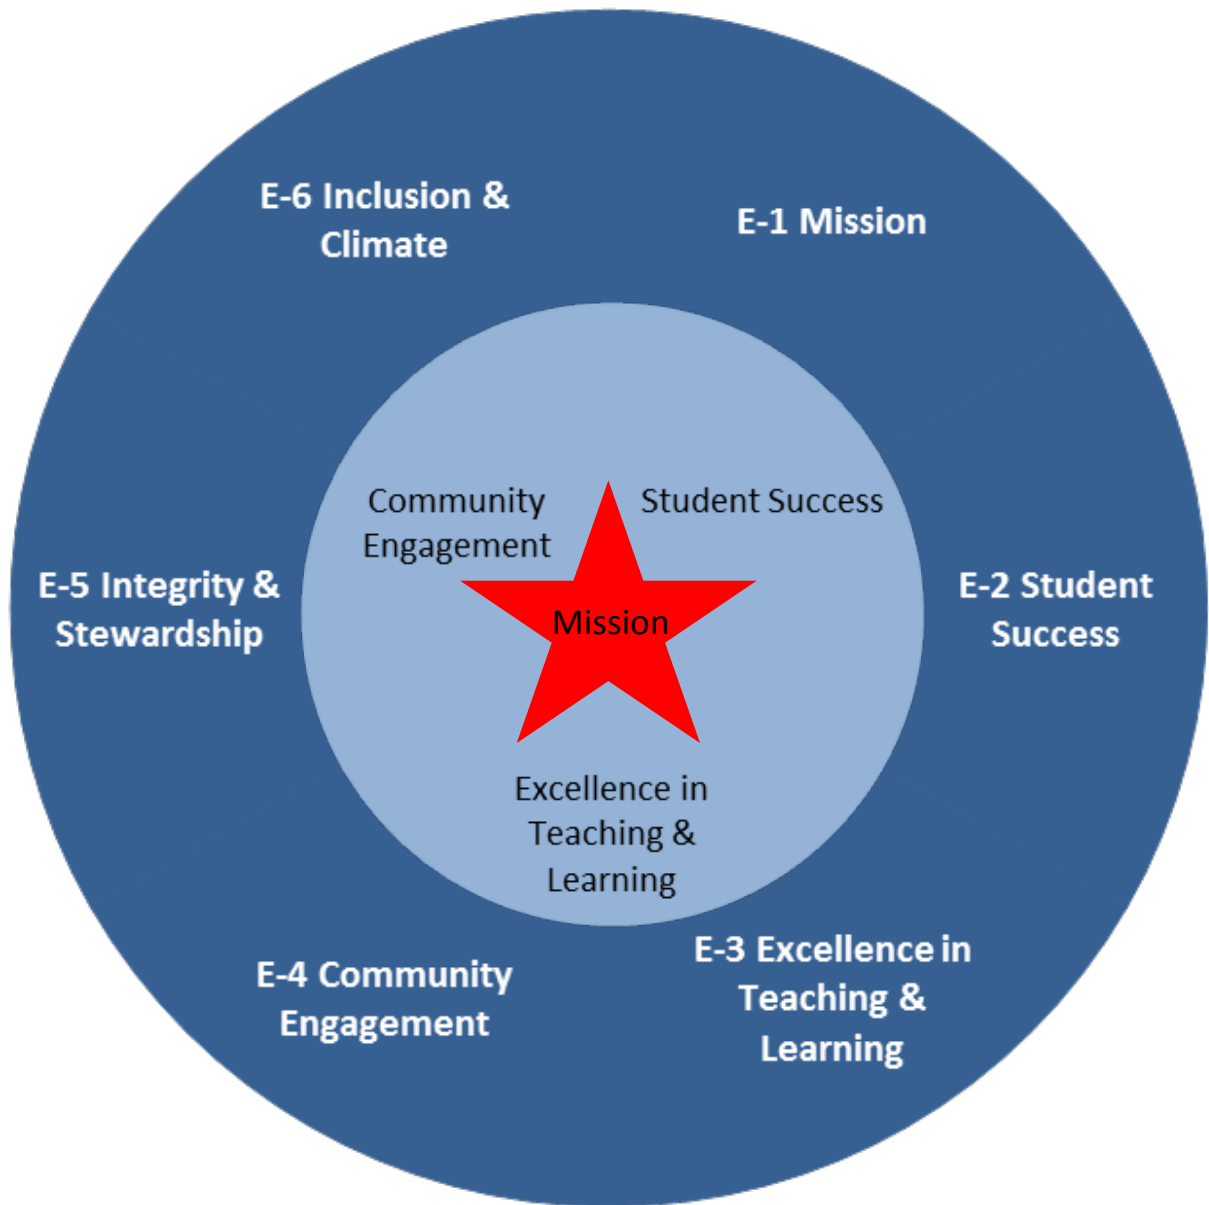 E-6 Inclusion &
Climate
E-1 Mission
Community
Engagement
Student Success
E-5 Integrity &
Stewardship
Mission
E-2 Student
Success
Excellence in
Teaching &
Learning
E-4 Community
Engagement
E-3 Excellence in
Teaching &
Learning